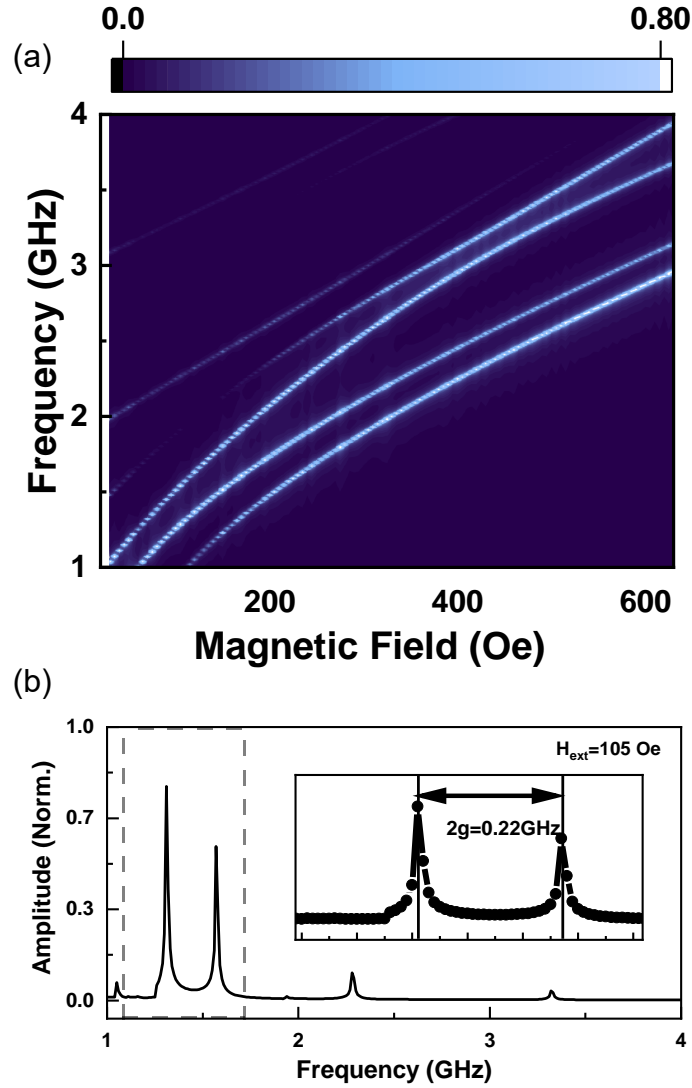 0.0 0.80
(a)
4
3
2
1
Frequency (GHz)
200 400 600
Magnetic Field (Oe)
(b)
1.0
0.7
0.3
0.0
Amplitude (Norm.)
H_ext=105 Oe
2g=0.22GHz
1 2 3 4
Frequency (GHz)